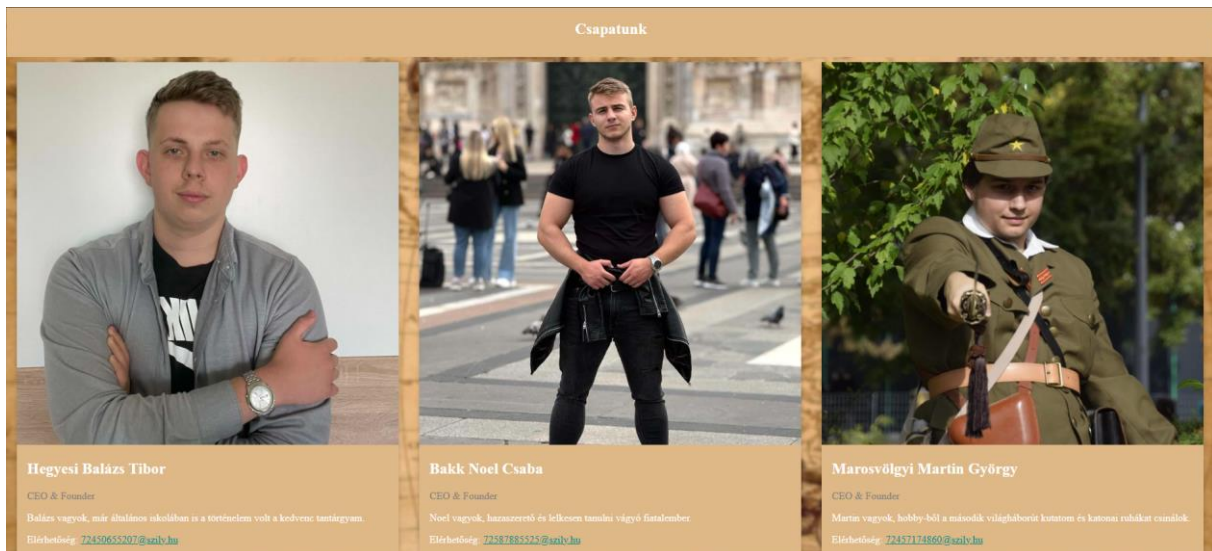 Csapatunk
Hegyesi Balázs Tibor
CEO & Founder
Balázs vagyok, már általános iskolában is a történelem volt a kedvenc tantárgyam.
Elérhetőség: 72450655207@szily.hu
Bakk Noel Csaba
CEO & Founder
Noel vagyok, hazaszerető és lelkesen tanulni vágyó fiatalember.
Elérhetőség: 72587885525@szily.hu
Marosvölgyi Martin György
CEO & Founder
Martin vagyok, hobby-ból a második világháborút kutatom és katonai ruhákat csinálok.
Elérhetőség: 72457174860@szily.hu